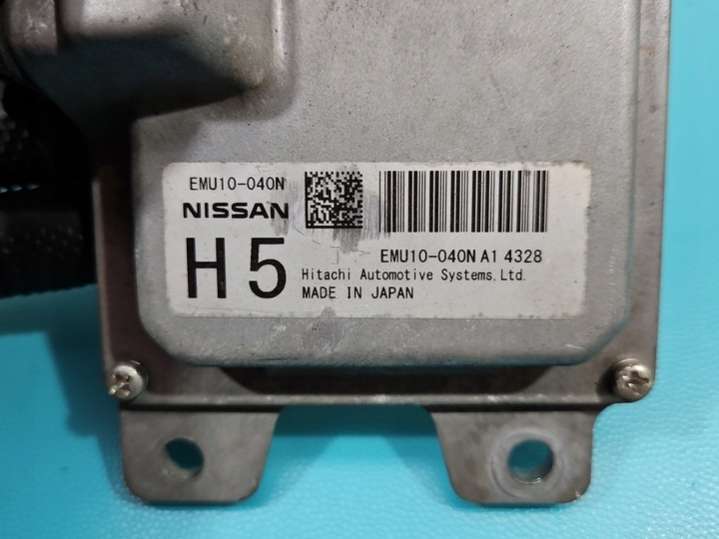 EMU10-040N
NISSAN
H5
EMU10-040N A1 4328
Hitachi Automotive Systems, Ltd.
MADE IN JAPAN